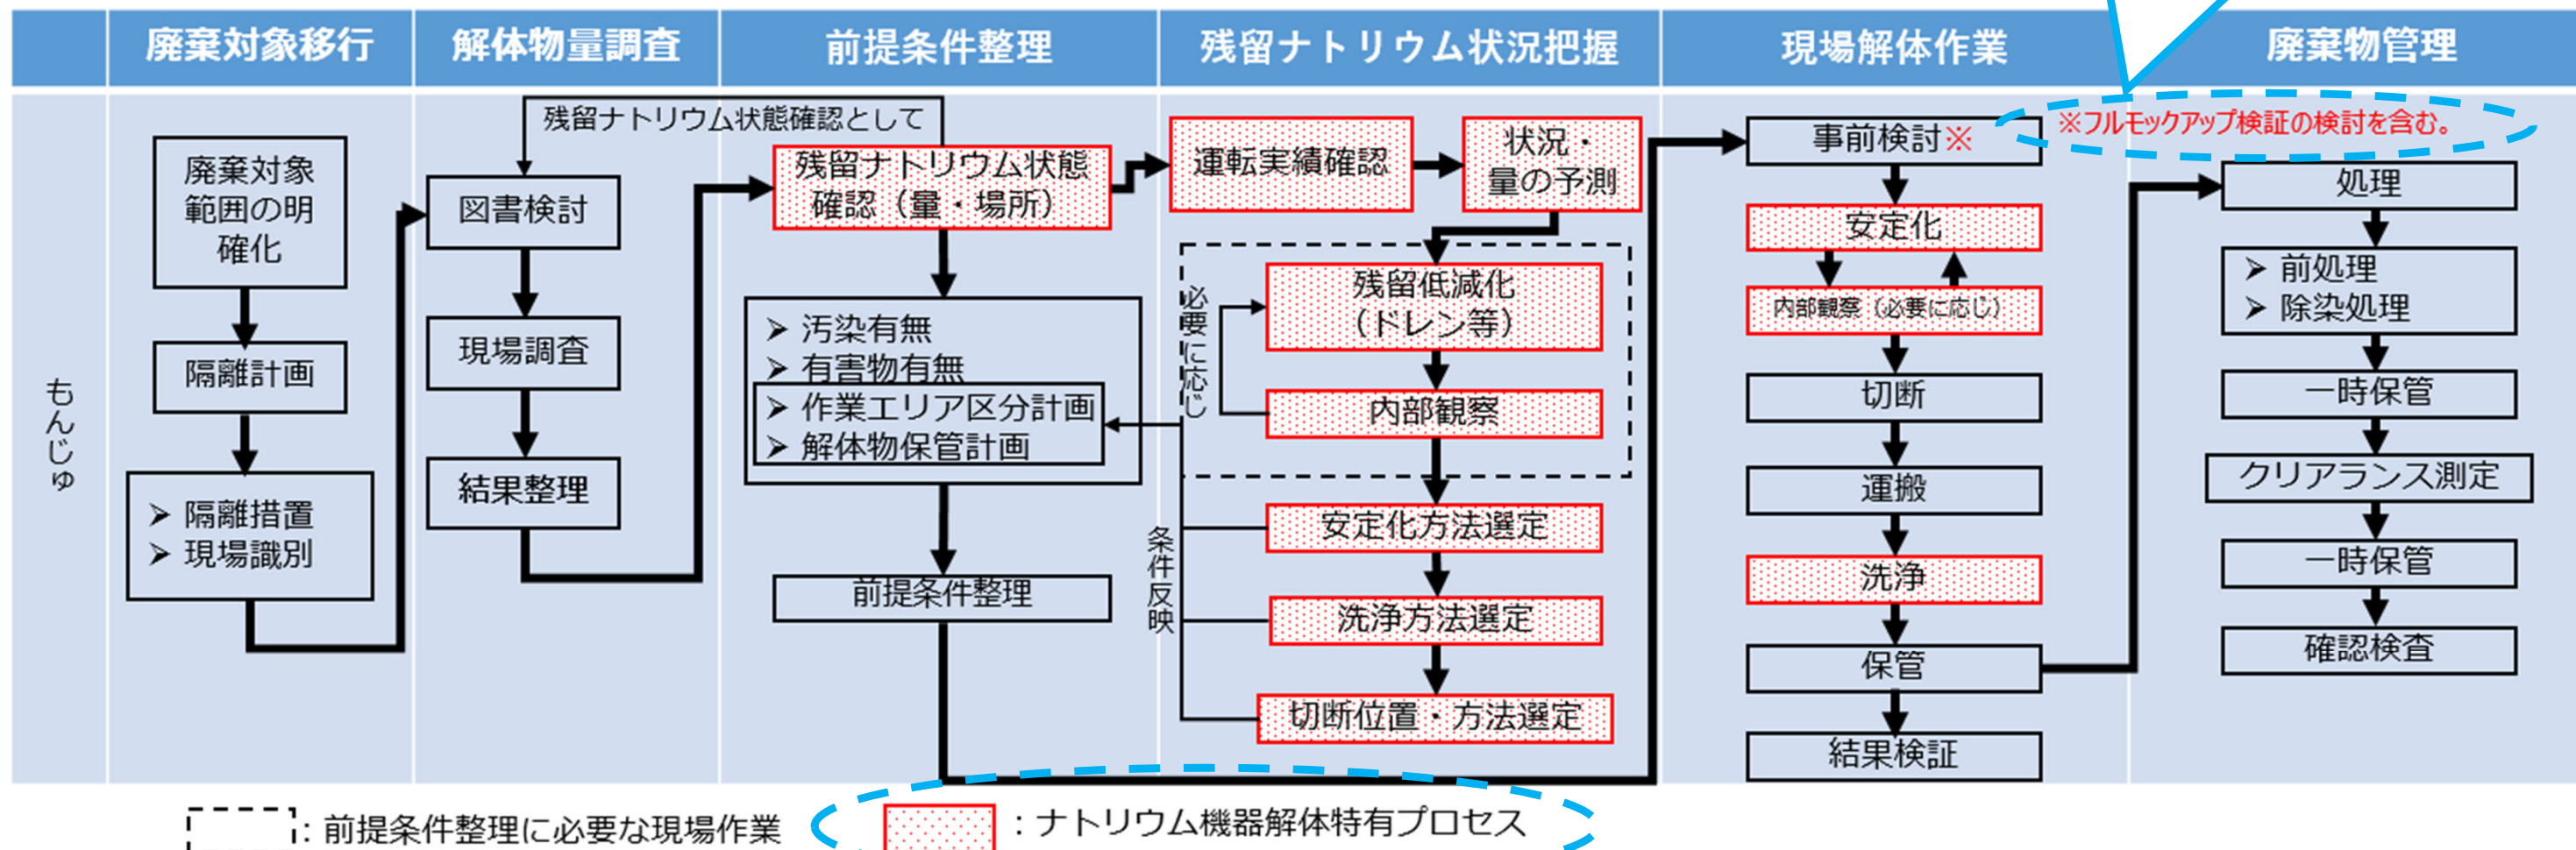 廃棄対象移行
解体物量調査
前提条件整理
残留ナトリウム状況把握
現場解体作業
廃棄物管理
もんじゅ
廃棄対象
範囲の明
確化
隔離計画
➢ 隔離措置
➢ 現場識別
残留ナトリウム状態確認として
図書検討
現場調査
結果整理
残留ナトリウム状態
確認（量・場所）
➢ 汚染有無
➢ 有害物有無
➢ 作業エリア区分計画
➢ 解体物保管計画
前提条件整理
運転実績確認
状況・
量の予測
必要に応じ
残留低減化
（ドレン等）
内部観察
条件反映
安定化方法選定
洗浄方法選定
切断位置・方法選定
事前検討※
※フルモックアップ検証の検討を含む。
安定化
内部観察（必要に応じ）
切断
運搬
洗浄
保管
結果検証
処理
➢ 前処理
➢ 除染処理
一時保管
クリアランス測定
一時保管
確認検査
：前提条件整理に必要な現場作業
：ナトリウム機器解体特有プロセス